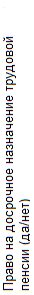 Право на досрочное назначение трудовой
пенсии (да/нет)